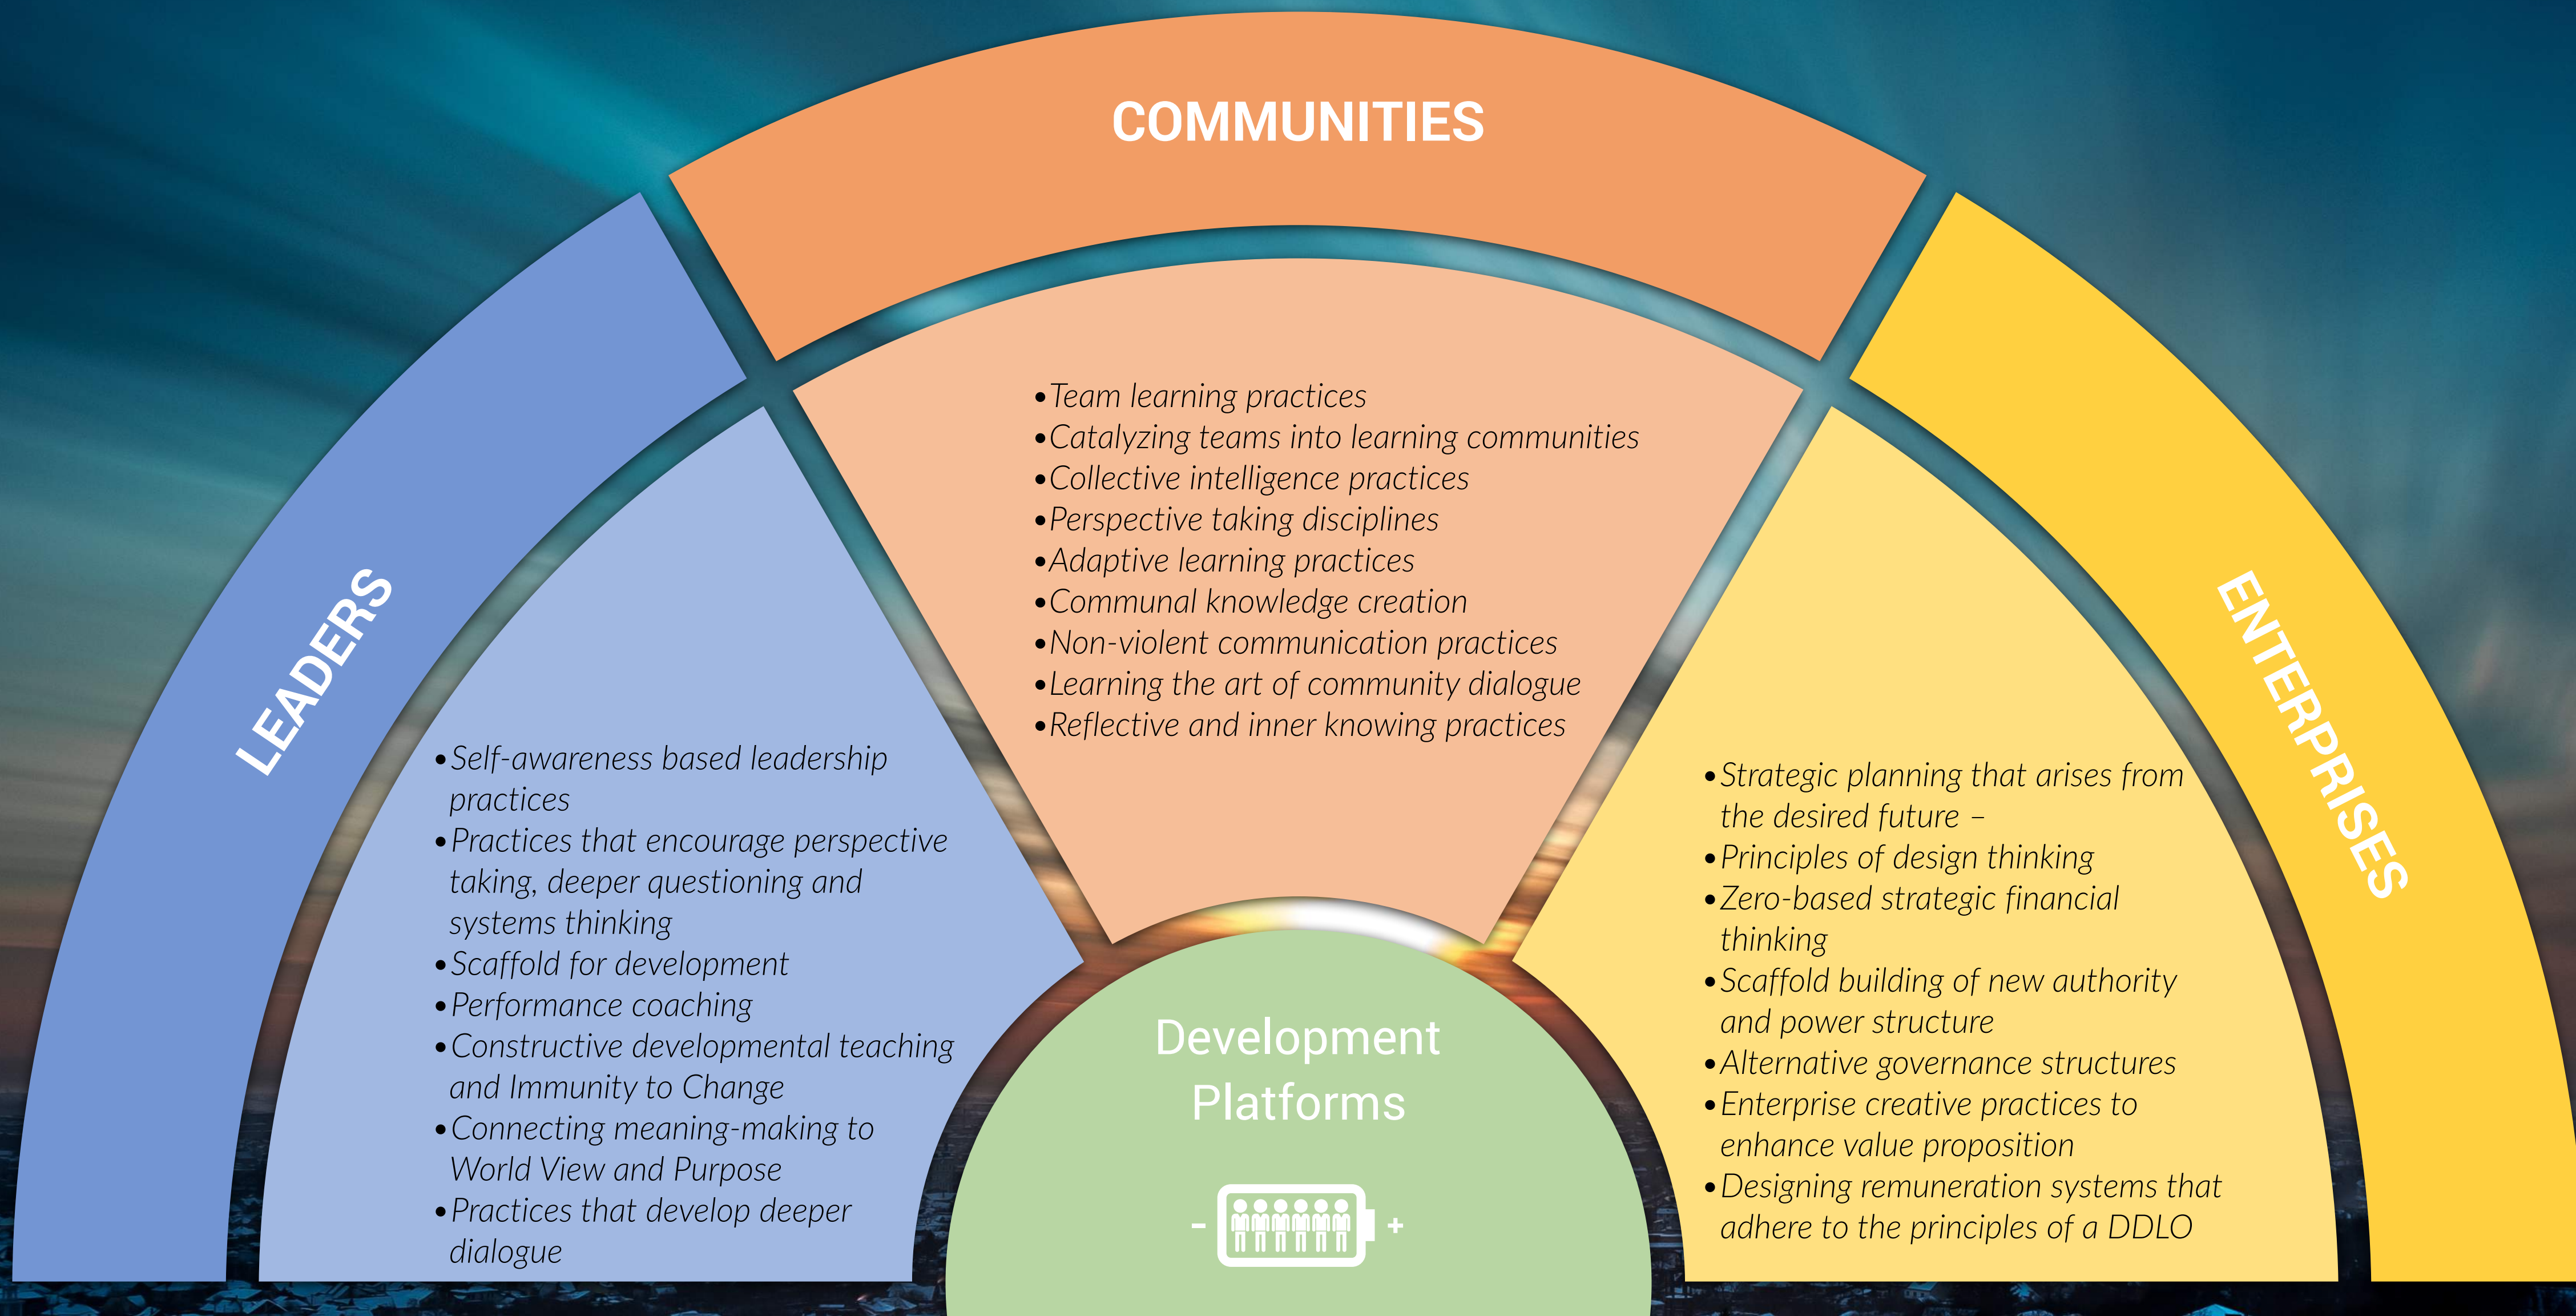 COMMUNITIES
•Team learning practices
•Catalyzing teams into learning communities
•Collective intelligence practices
•Perspective taking disciplines
•Adaptive learning practices
•Communal knowledge creation
•Non-violent communication practices
•Learning the art of community dialogue
•Reflective and inner knowing practices
LEADERS
•Self-awareness based leadership
practices
•Practices that encourage perspective
taking, deeper questioning and
systems thinking
•Scaffold for development
•Performance coaching
•Constructive developmental teaching
and Immunity to Change
•Connecting meaning-making to
World View and Purpose
•Practices that develop deeper
dialogue
ENTERPRISES
•Strategic planning that arises from
the desired future –
•Principles of design thinking
•Zero-based strategic financial
thinking
•Scaffold building of new authority
and power structure
•Alternative governance structures
•Enterprise creative practices to
enhance value proposition
•Designing remuneration systems that
adhere to the principles of a DDLO
Development
Platforms
- +